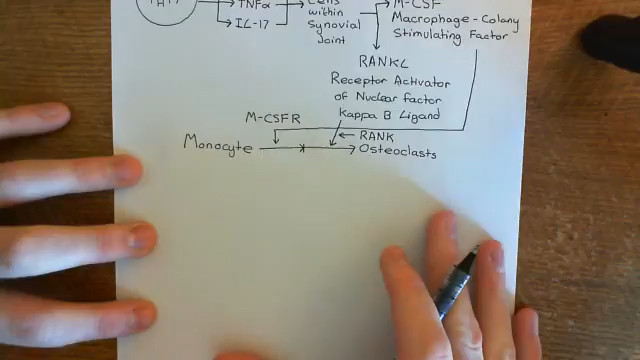 TNFα
IL-17
within
Synovial
Joint
M-CSF
Macrophage-Colony
Stimulating Factor
RANKL
Receptor Activator
of Nuclear factor
Kappa B Ligand
M-CSFR
RANK
Monocyte
Osteoclasts